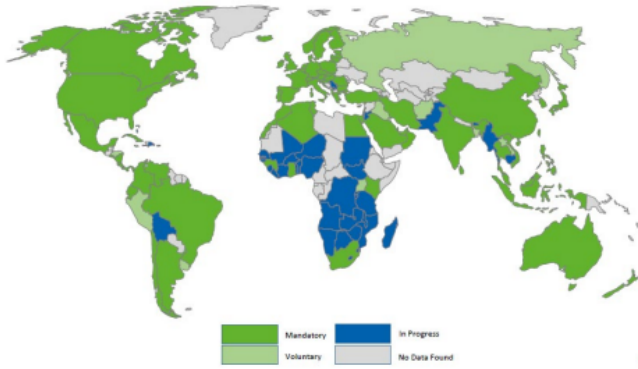 Mandatory
In Progress
Voluntary
No Data Found